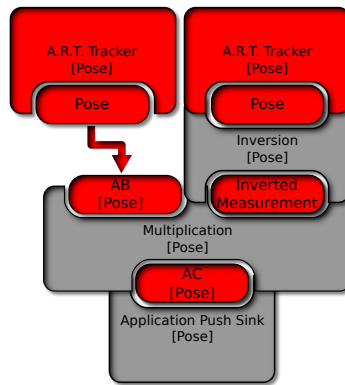 A.R.T. Tracker
[Pose]
Pose
A.R.T. Tracker
[Pose]
Pose
Inversion
[Pose]
AB
[Pose]
Inverted
Measurement
Multiplication
[Pose]
AC
[Pose]
Application Push Sink
[Pose]